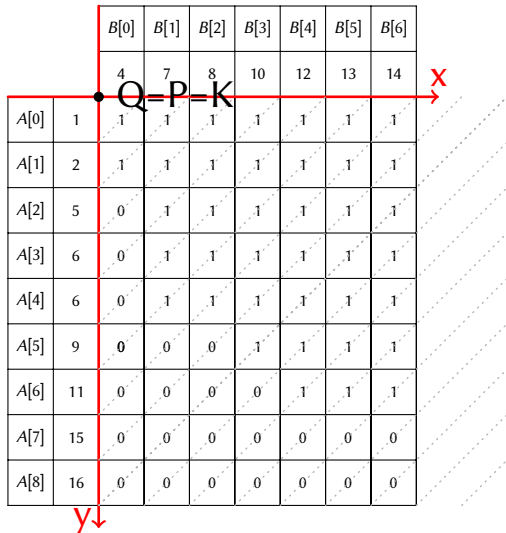 B[0] B[1] B[2] B[3] B[4] B[5] B[6]
4 7 8 10 12 13 14
x
Q=P=K
A[0] 1 1 1 1 1 1 1 1
A[1] 2 1 1 1 1 1 1 1
A[2] 5 0 1 1 1 1 1 1
A[3] 6 0 1 1 1 1 1 1
A[4] 6 0 1 1 1 1 1 1
A[5] 9 0 0 0 1 1 1 1
A[6] 11 0 0 0 0 1 1 1
A[7] 15 0 0 0 0 0 0 0
A[8] 16 0 0 0 0 0 0 0
y